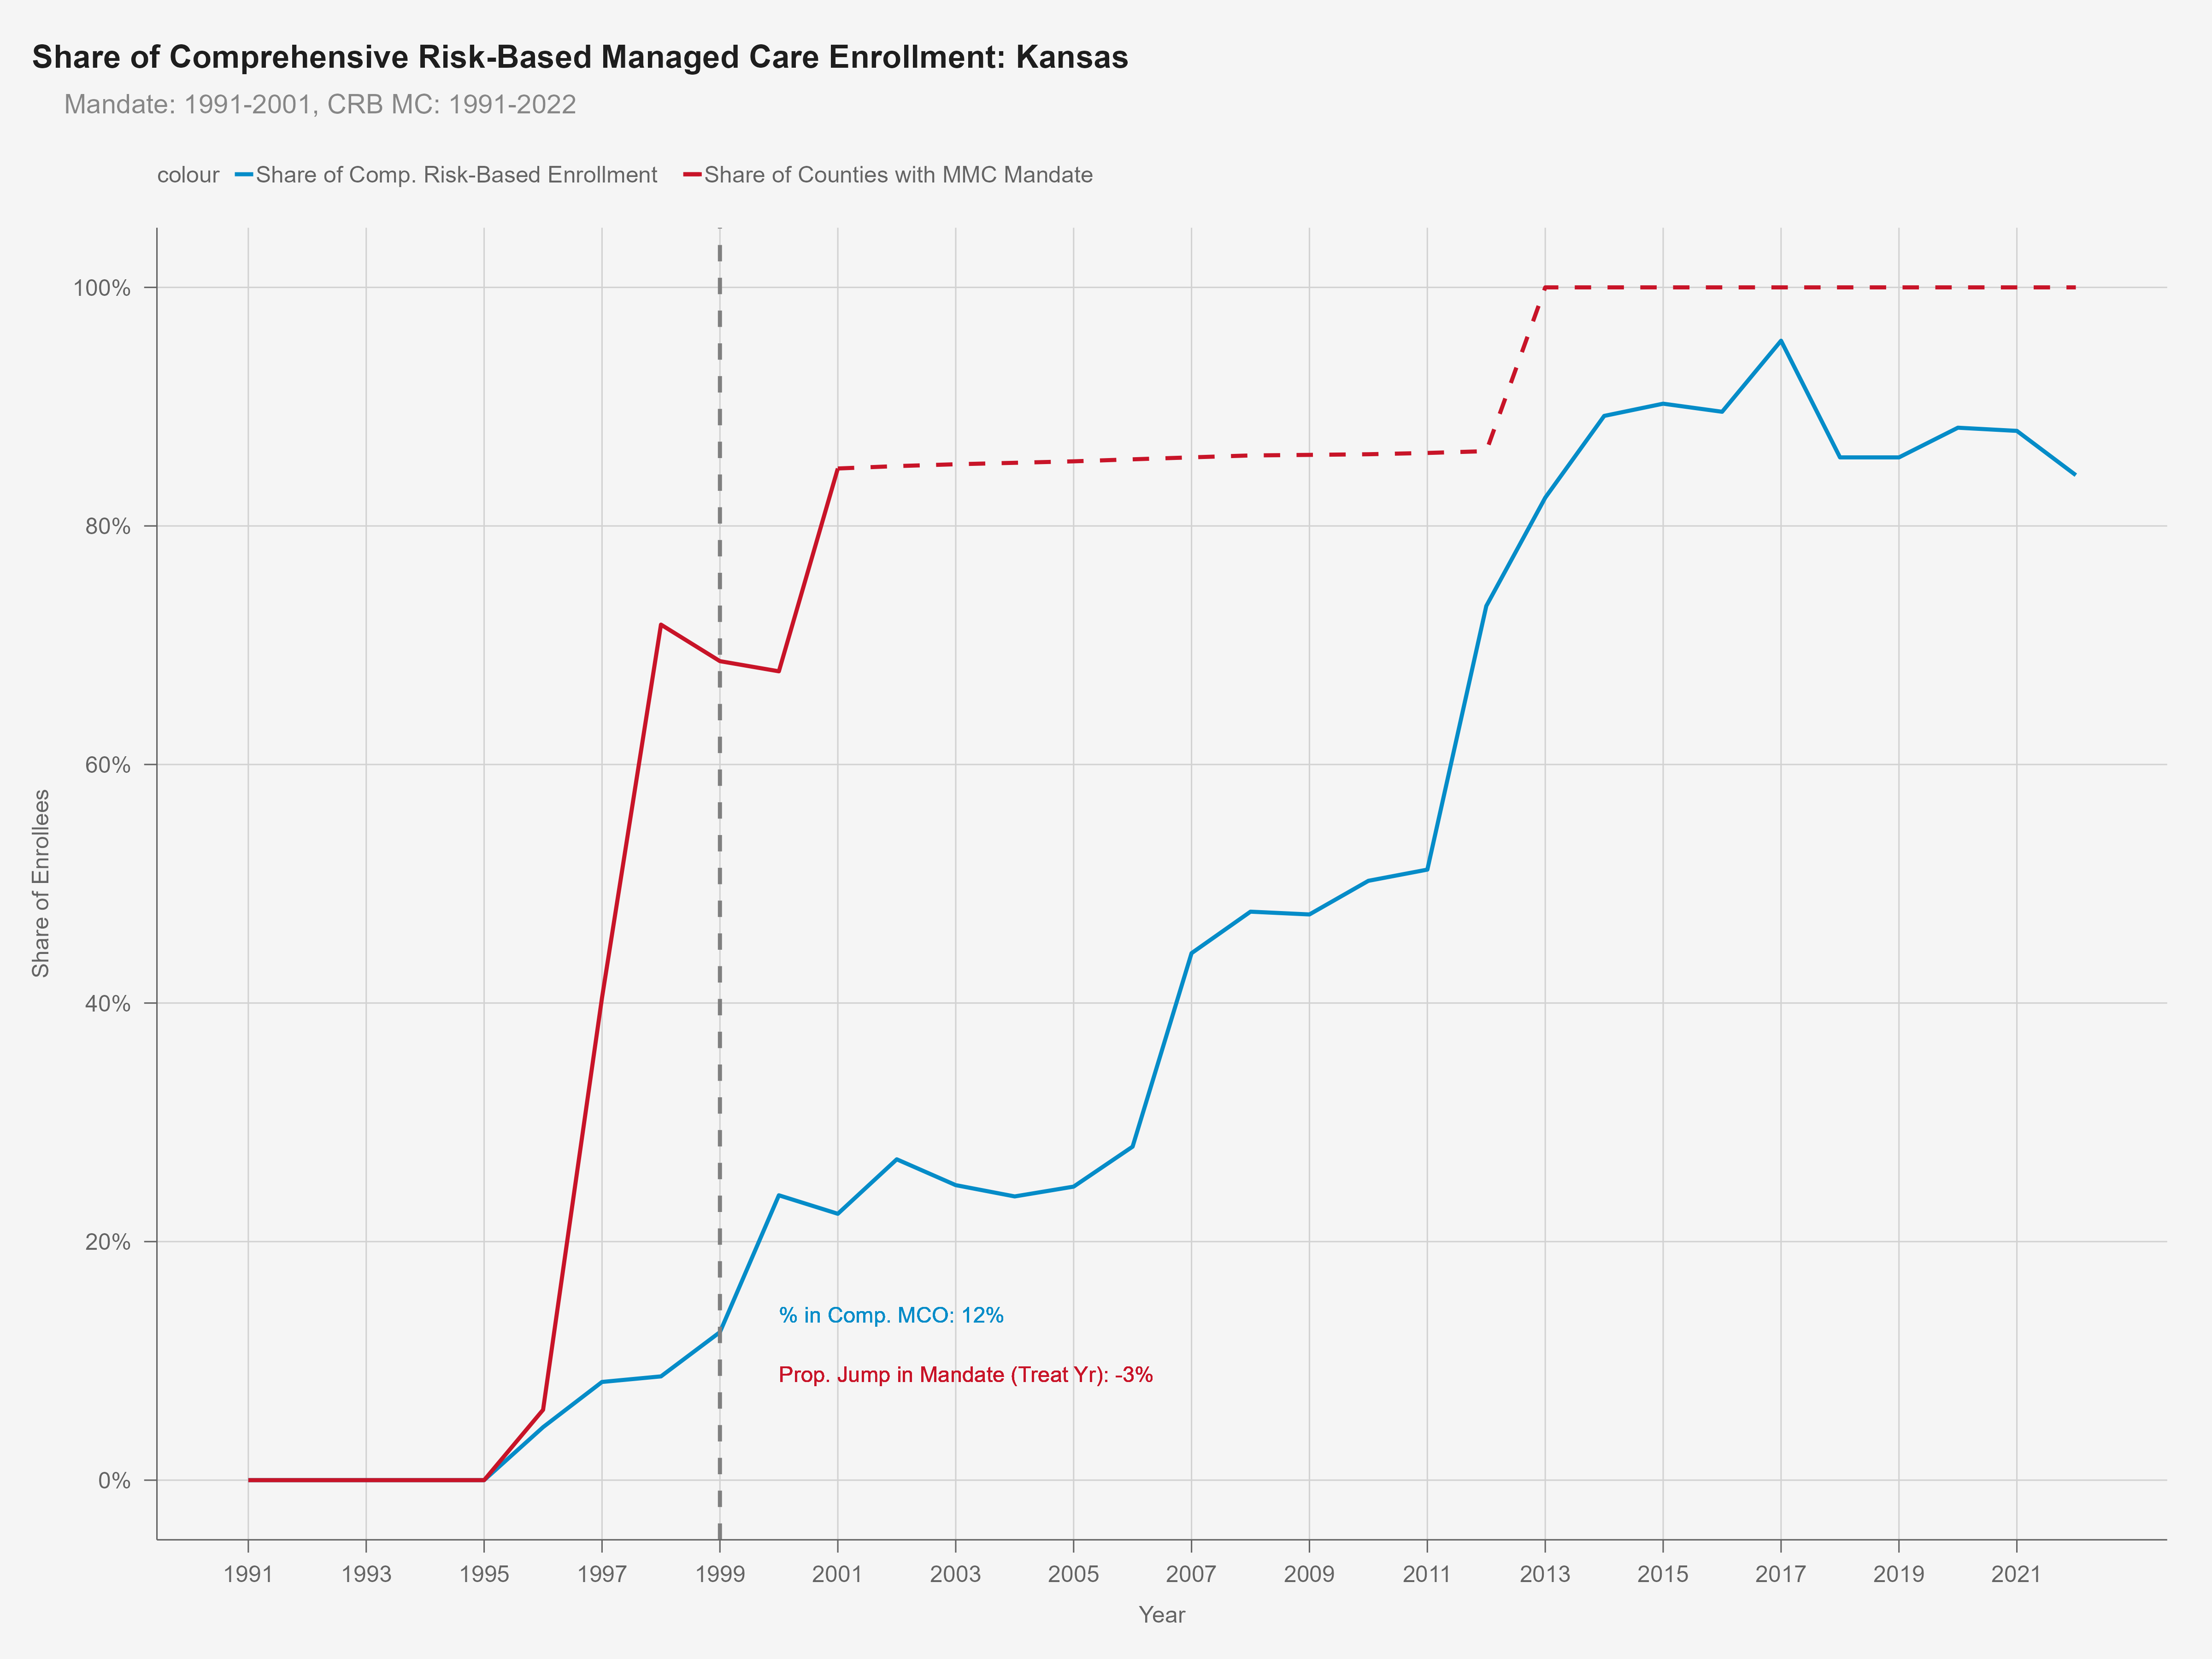 Share of Comprehensive Risk-Based Managed Care Enrollment: Kansas
Mandate: 1991-2001, CRB MC: 1991-2022
colour Share of Comp. Risk-Based Enrollment Share of Counties with MMC Mandate
100%
80%
60%
40%
20%
0%
Share of Enrollees
% in Comp. MCO: 12%
Prop. Jump in Mandate (Treat Yr): -3%
1991 1993 1995 1997 1999 2001 2003 2005 2007 2009 2011 2013 2015 2017 2019 2021
Year